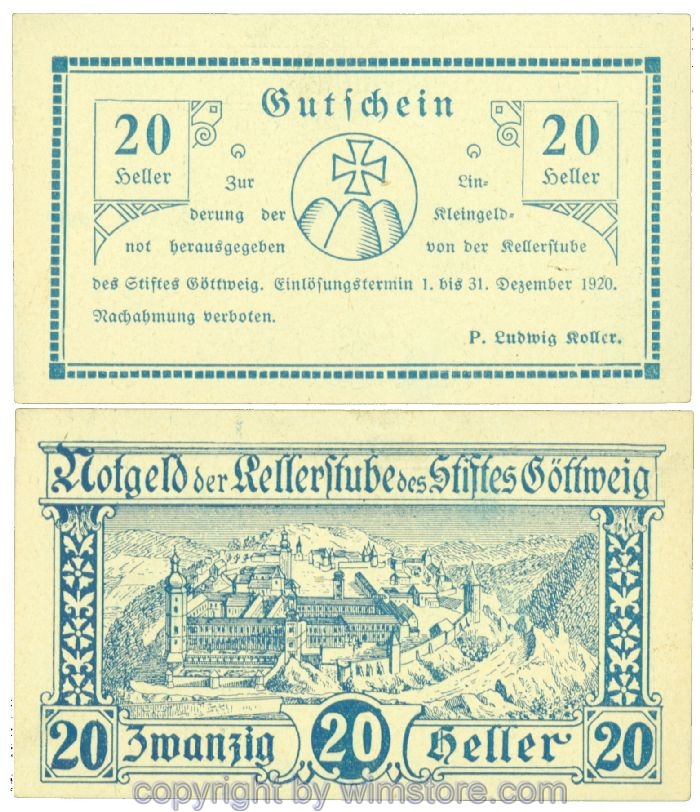 Gutschein
20 Heller
20 Heller
Zur Lin-
derung der Kleingeld-
not herausgegeben von der Kellerstube
des Stiftes Göttweig. Einlösungstermin 1. bis 31. Dezember 1920.
Nachahmung verboten.
P. Ludwig Koller.
Notgeld der Kellerstube des Stiftes Göttweig
20 Zwanzig 20 Heller 20
copyright by wimstore.com